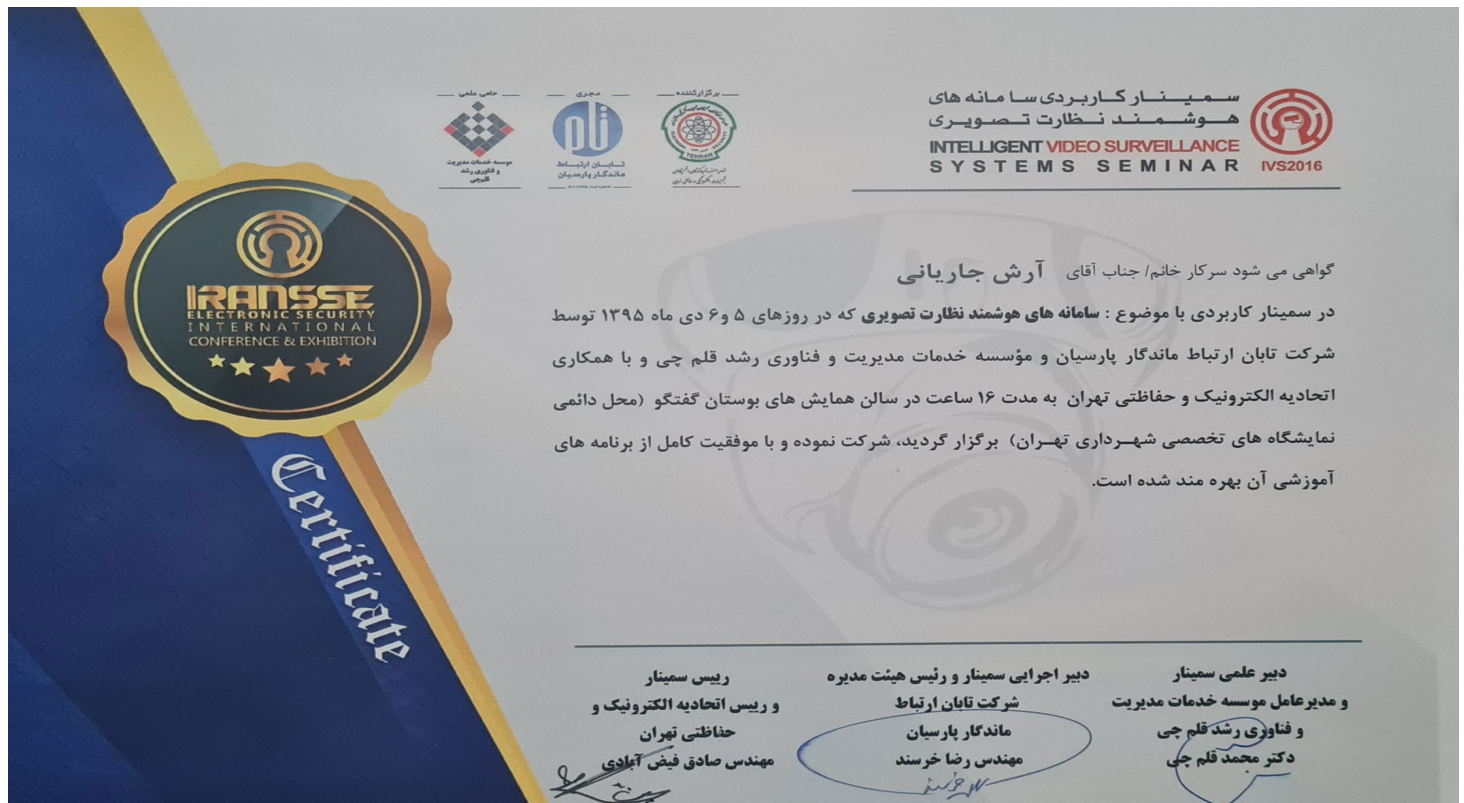 سمینار کاربردی سامانه های
هوشمند نظارت تصویری
INTELLIGENT VIDEO SURVEILLANCE
SYSTEMS SEMINAR
IVS2016
برگزارکننده
TEHRAN
مجری
تابان ارتباط
ماندگار پارسیان
حامی علمی
موسسه خدمات مدیریت
و فناوری رشد
قلمچی
IRANSSE
ELECTRONIC SECURITY
INTERNATIONAL
CONFERENCE & EXHIBITION
Certificate
گواهی می شود سرکار خانم/ جناب آقای آرش جاریانی
در سمینار کاربردی با موضوع : سامانه های هوشمند نظارت تصویری که در روزهای ۵ و۶ دی ماه ۱۳۹۵ توسط
شرکت تابان ارتباط ماندگار پارسیان و مؤسسه خدمات مدیریت و فناوری رشد قلم چی و با همکاری
اتحادیه الکترونیک و حفاظتی تهران به مدت ۱۶ ساعت در سالن همایش های بوستان گفتگو (محل دائمی
نمایشگاه های تخصصی شهرداری تهران) برگزار گردید، شرکت نموده و با موفقیت کامل از برنامه های
آموزشی آن بهره مند شده است.
دبیر علمی سمینار
و مدیرعامل موسسه خدمات مدیریت
و فناوری رشد قلم چی
دکتر محمد قلم چی
دبیر اجرایی سمینار و رئیس هیئت مدیره
شرکت تابان ارتباط
ماندگار پارسیان
مهندس رضا خرسند
رییس سمینار
و رییس اتحادیه الکترونیک و
حفاظتی تهران
مهندس صادق فیض آبادی